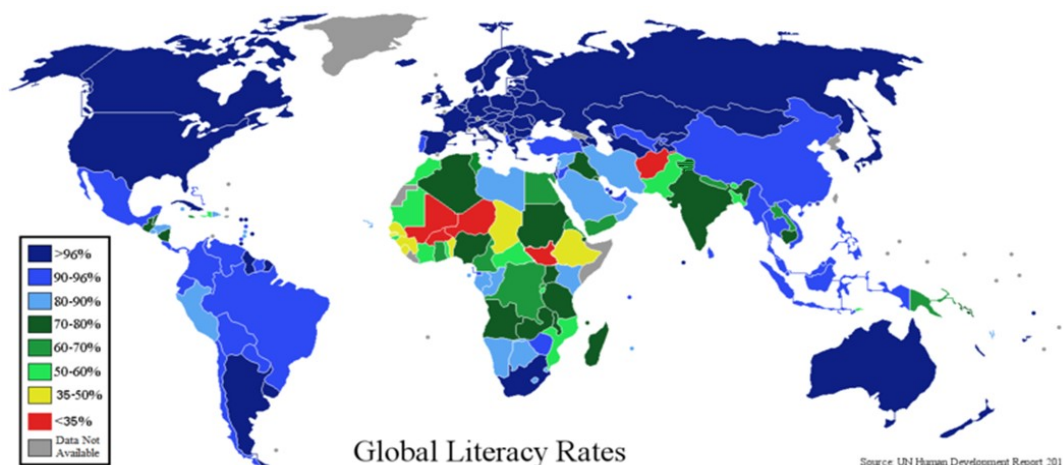 >96%
90-96%
80-90%
70-80%
60-70%
50-60%
35-50%
<35%
Data Not
Available
Global Literacy Rates
Source: UN Human Development Report 201